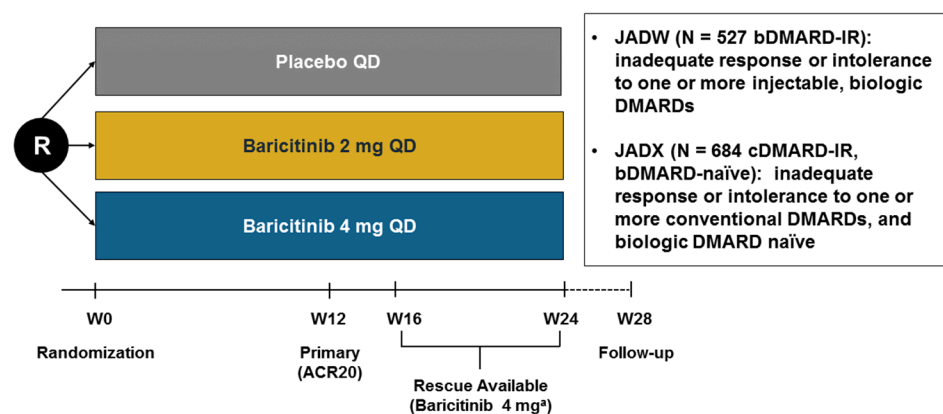 Placebo QD
R
Baricitinib 2 mg QD
Baricitinib 4 mg QD
• JADW (N = 527 bDMARD-IR):
inadequate response or intolerance
to one or more injectable, biologic
DMARDs
• JADX (N = 684 cDMARD-IR,
bDMARD-naïve): inadequate
response or intolerance to one or
more conventional DMARDs, and
biologic DMARD naïve
W0 W12 W16 W24 W28
Randomization Primary Follow-up
(ACR20)
Rescue Available
(Baricitinib 4 mgᵃ)